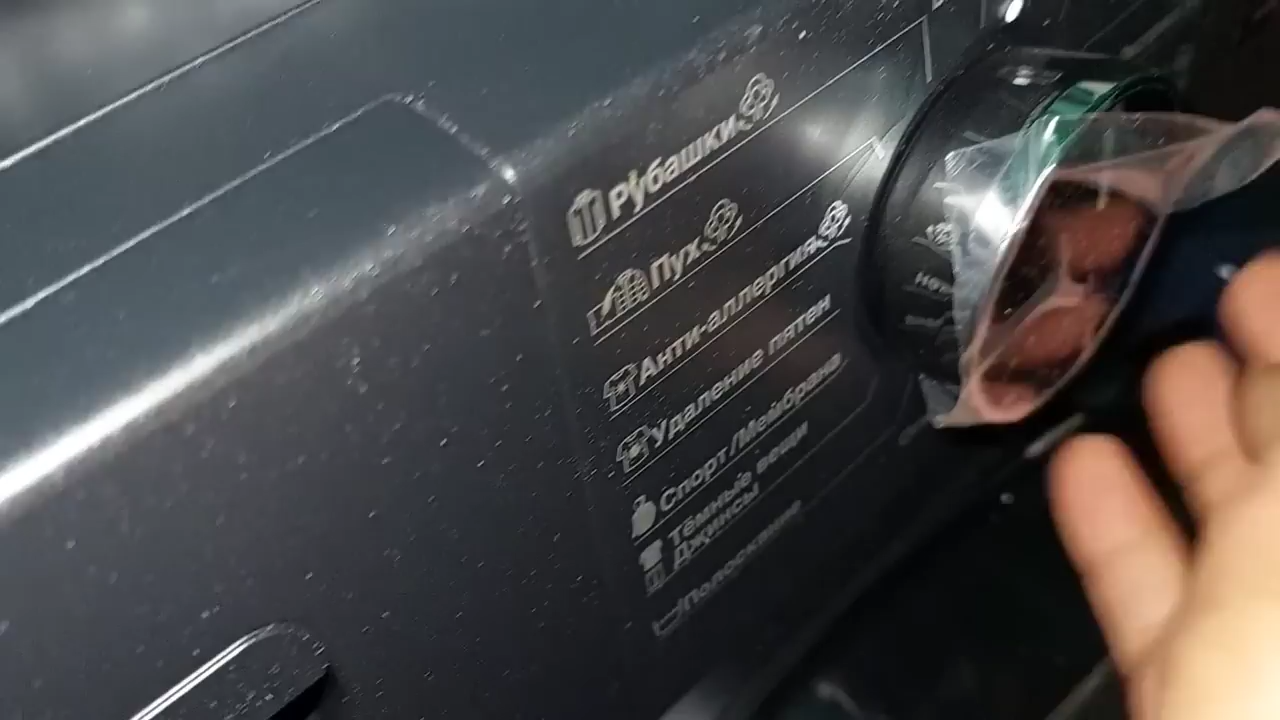 Рубашки
Пух
Анти-аллергия
Удаление пятен
Спорт/Мембрана
Тёмные вещи
Джинсы
Полоскание